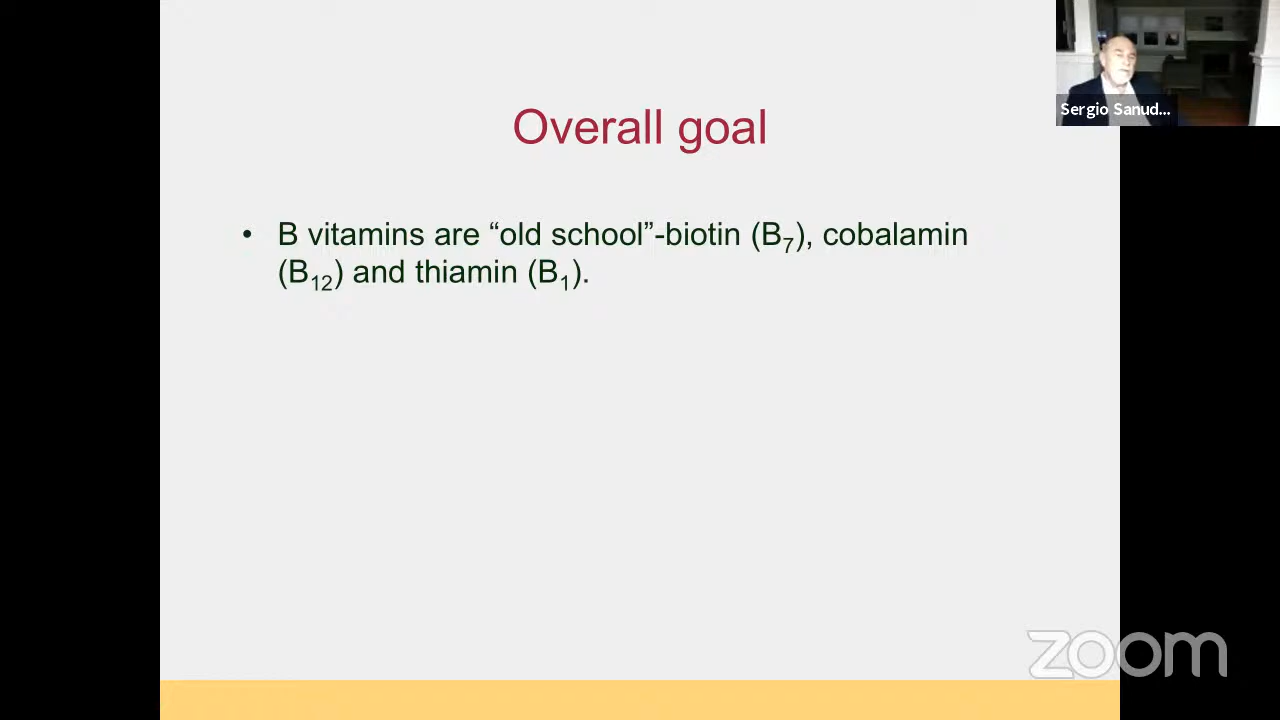 Sergio Sanud...
Overall goal
• B vitamins are “old school”-biotin (B7), cobalamin
(B12) and thiamin (B1).
zoom